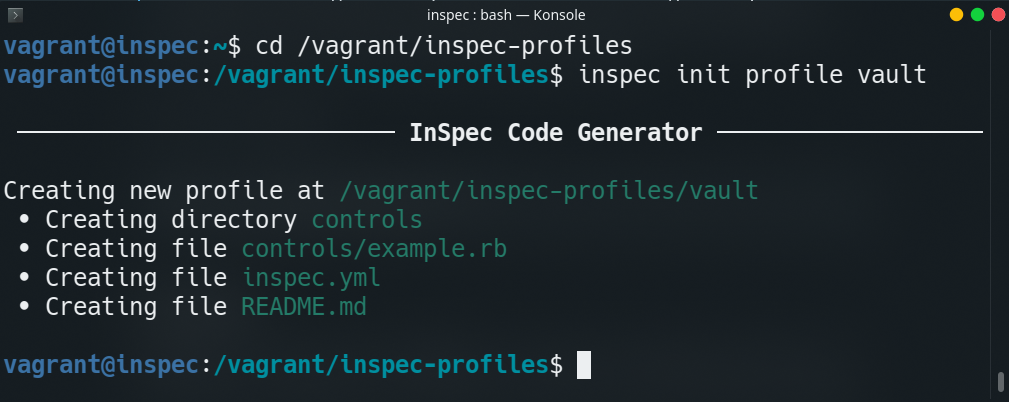 inspec : bash — Konsole
vagrant@inspec:~$ cd /vagrant/inspec-profiles
vagrant@inspec:/vagrant/inspec-profiles$ inspec init profile vault
InSpec Code Generator
Creating new profile at /vagrant/inspec-profiles/vault
• Creating directory controls
• Creating file controls/example.rb
• Creating file inspec.yml
• Creating file README.md
vagrant@inspec:/vagrant/inspec-profiles$